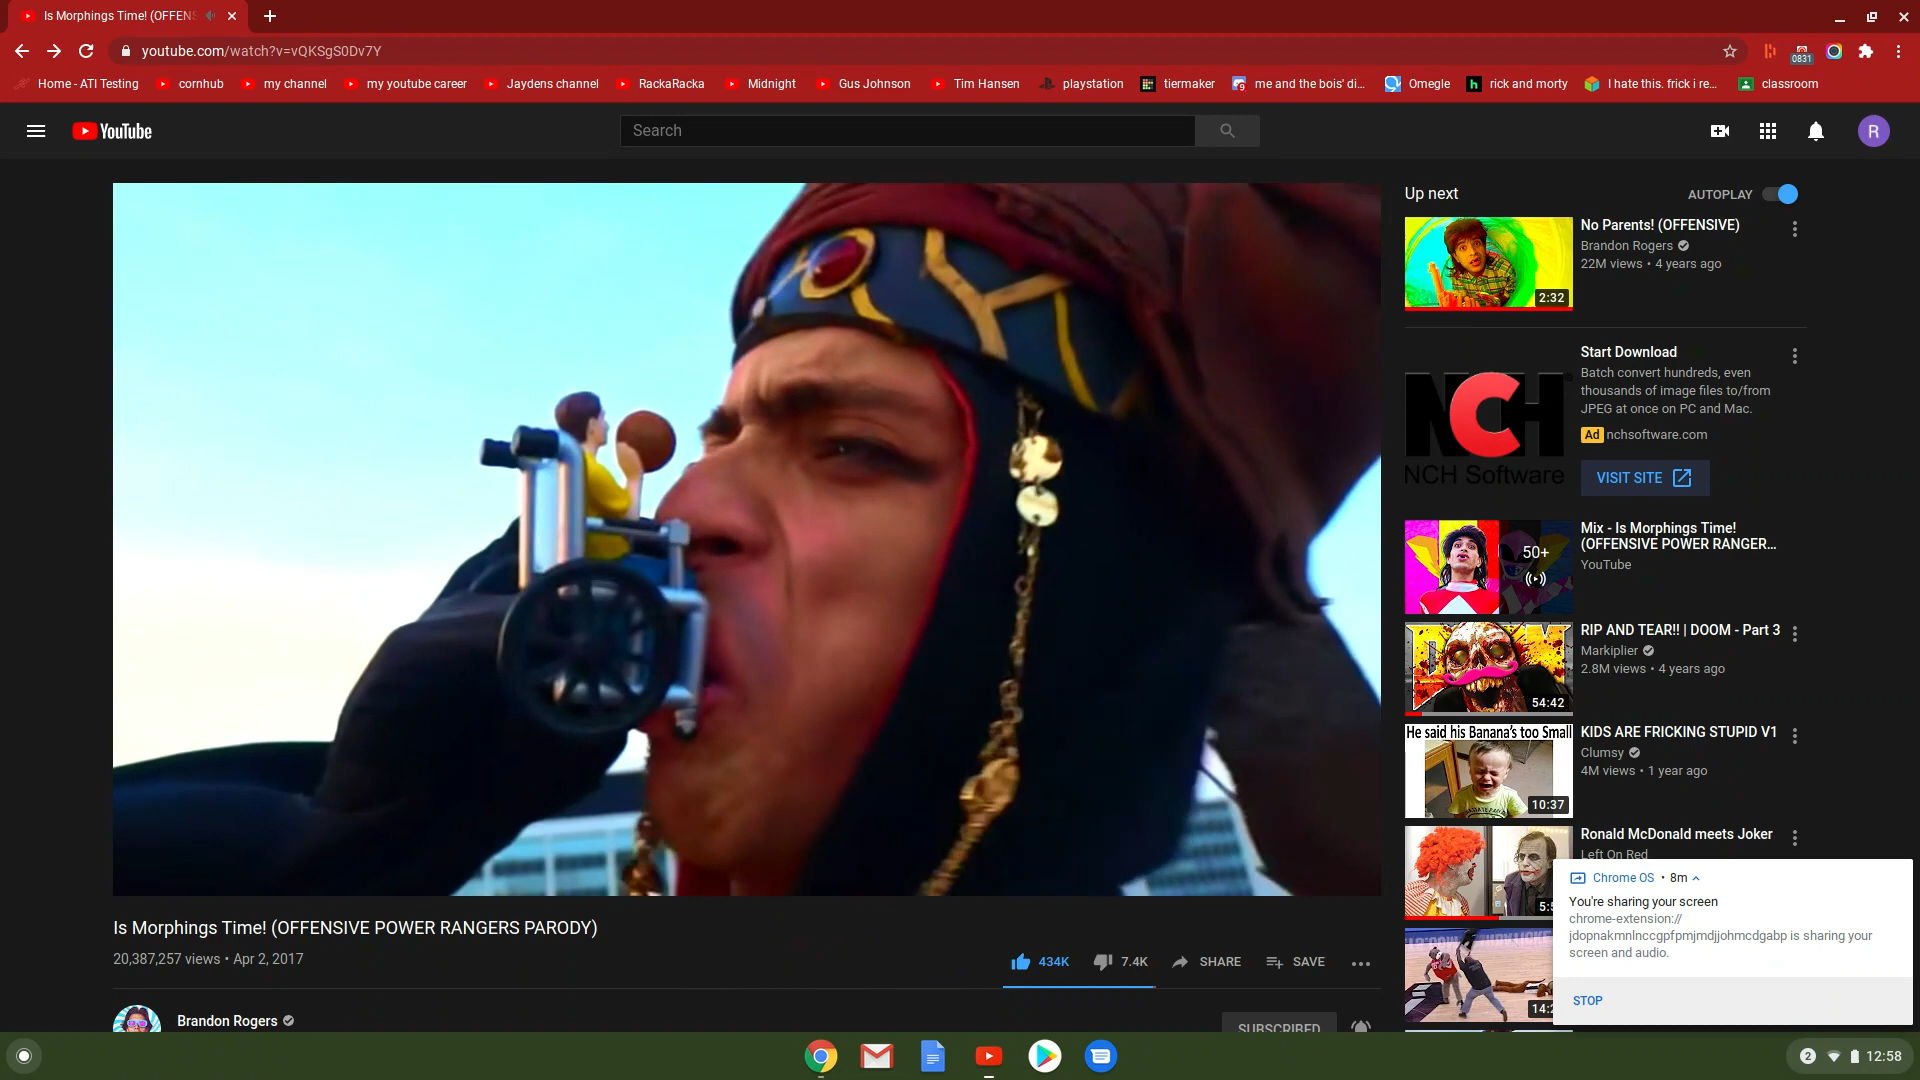 Is Morphings Time! (OFFENS
youtube.com/watch?v=vQKSgS0Dv7Y
0831
Home - ATI Testing
cornhub
my channel
my youtube career
Jaydens channel
RackaRacka
Midnight
Gus Johnson
Tim Hansen
playstation
tiermaker
me and the bois' di...
Omegle
rick and morty
I hate this. frick i re...
classroom
YouTube
Search
R
Up next
AUTOPLAY
No Parents! (OFFENSIVE)
Brandon Rogers
22M views • 4 years ago
2:32
Start Download
Batch convert hundreds, even
thousands of image files to/from
JPEG at once on PC and Mac.
Ad nchsoftware.com
VISIT SITE
NCH
NCH Software
Mix - Is Morphings Time!
(OFFENSIVE POWER RANGER...
YouTube
50+
RIP AND TEAR!! | DOOM - Part 3
Markiplier
2.8M views • 4 years ago
54:42
He said his Banana's too Small
KIDS ARE FRICKING STUPID V1
Clumsy
4M views • 1 year ago
10:37
Ronald McDonald meets Joker
Left On Red
5:5
14:2
Chrome OS • 8m
You're sharing your screen
chrome-extension://
jdopnakmnlnccgpfpmjmdjjohmcdgabp is sharing your
screen and audio.
STOP
Is Morphings Time! (OFFENSIVE POWER RANGERS PARODY)
20,387,257 views • Apr 2, 2017
434K
7.4K
SHARE
SAVE
Brandon Rogers
SUBSCRIBED
2
12:58